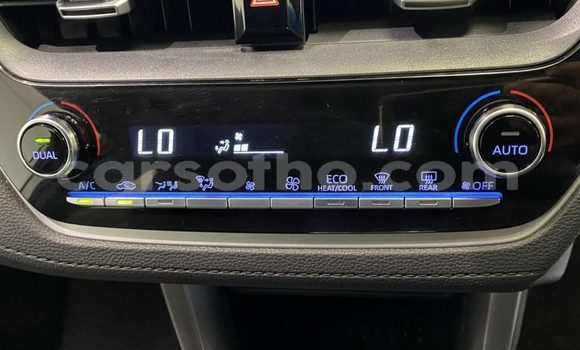 LO LO
DUAL AUTO
carsotho.com
A/C ECO HEAT/COOL FRONT REAR OFF